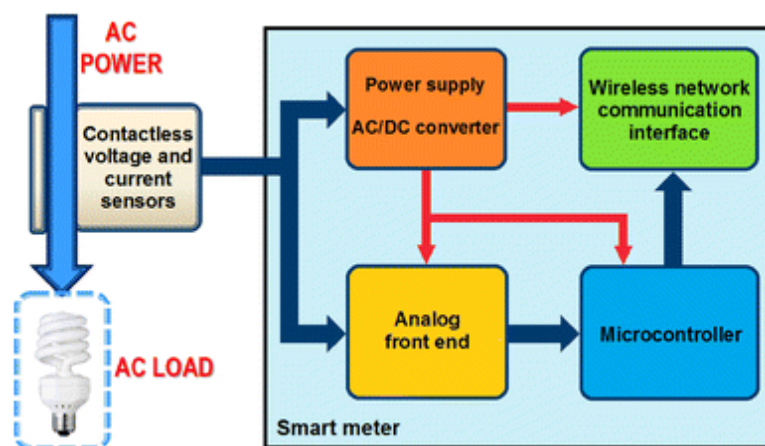 AC
POWER
Contactless
voltage and
current
sensors
AC LOAD
Power supply
AC/DC converter
Wireless network
communication
interface
Analog
front end
Microcontroller
Smart meter